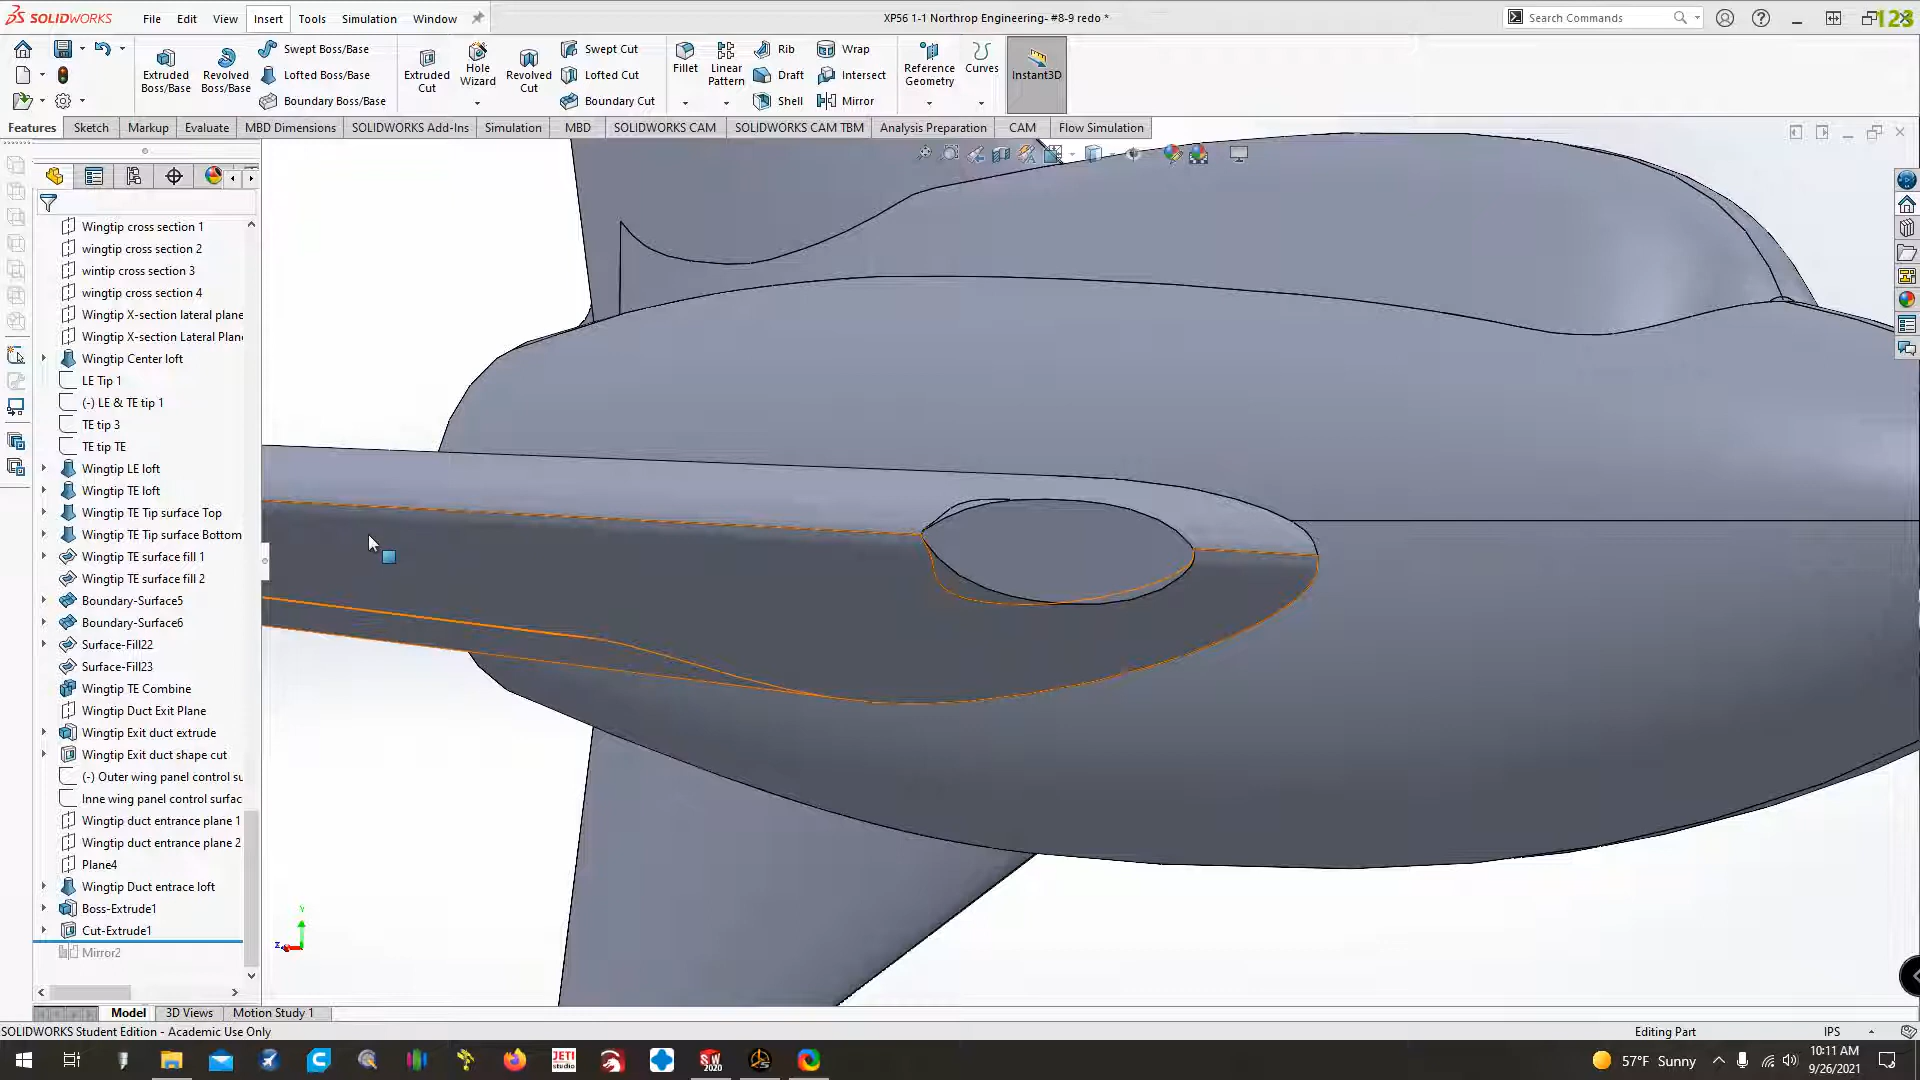 SOLIDWORKS File Edit View Insert Tools Simulation Window XP56 1-1 Northrop Engineering- #8-9 redo * Search Commands 123
Extruded Boss/Base
Revolved Boss/Base
Swept Boss/Base
Lofted Boss/Base
Boundary Boss/Base
Extruded Cut
Hole Wizard
Revolved Cut
Swept Cut
Lofted Cut
Boundary Cut
Fillet
Linear Pattern
Rib
Draft
Shell
Wrap
Intersect
Mirror
Reference Geometry
Curves
Instant3D
Features Sketch Markup Evaluate MBD Dimensions SOLIDWORKS Add-Ins Simulation MBD SOLIDWORKS CAM SOLIDWORKS CAM TBM Analysis Preparation CAM Flow Simulation
Wingtip cross section 1
wingtip cross section 2
wintip cross section 3
wingtip cross section 4
Wingtip X-section lateral plane
Wingtip X-section Lateral Plane
Wingtip Center loft
LE Tip 1
(-) LE & TE tip 1
TE tip 3
TE tip TE
Wingtip LE loft
Wingtip TE loft
Wingtip TE Tip surface Top
Wingtip TE Tip surface Bottom
Wingtip TE surface fill 1
Wingtip TE surface fill 2
Boundary-Surface5
Boundary-Surface6
Surface-Fill22
Surface-Fill23
Wingtip TE Combine
Wingtip Duct Exit Plane
Wingtip Exit duct extrude
Wingtip Exit duct shape cut
(-) Outer wing panel control su
Inne wing panel control surfac
Wingtip duct entrance plane 1
Wingtip duct entrance plane 2
Plane4
Wingtip Duct entrace loft
Boss-Extrude1
Cut-Extrude1
Mirror2
Y
Z
Model 3D Views Motion Study 1
SOLIDWORKS Student Edition - Academic Use Only Editing Part IPS
JETI studio
SW 2020
57°F Sunny
10:11 AM
9/26/2021